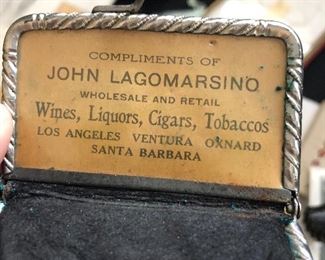 COMPLIMENTS OF
JOHN LAGOMARSINO
WHOLESALE AND RETAIL
Wines, Liquors, Cigars, Tobaccos
LOS ANGELES VENTURA OXNARD
SANTA BARBARA